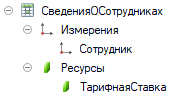 СведенияОСотрудниках
Измерения
Сотрудник
Ресурсы
ТарифнаяСтавка